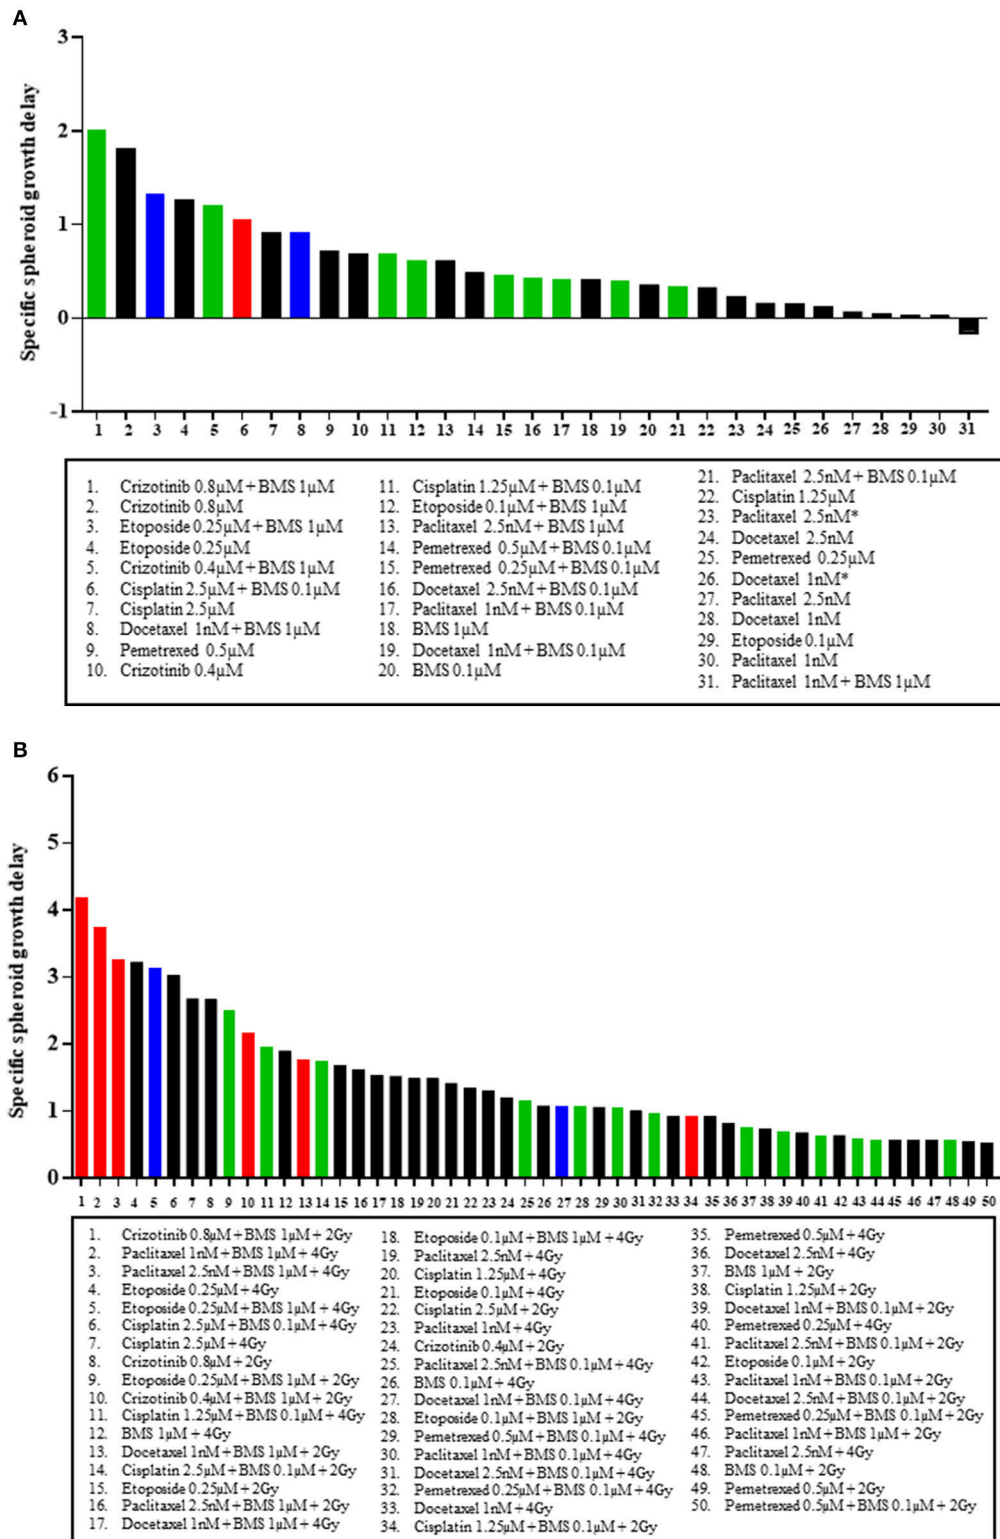 A
Specific spheroid growth delay
3
2
1
0
-1
1 2 3 4 5 6 7 8 9 10 11 12 13 14 15 16 17 18 19 20 21 22 23 24 25 26 27 28 29 30 31
1. Crizotinib 0.8µM + BMS 1µM
2. Crizotinib 0.8µM
3. Etoposide 0.25µM + BMS 1µM
4. Etoposide 0.25µM
5. Crizotinib 0.4µM + BMS 1µM
6. Cisplatin 2.5µM + BMS 0.1µM
7. Cisplatin 2.5µM
8. Docetaxel 1nM + BMS 1µM
9. Pemetrexed 0.5µM
10. Crizotinib 0.4µM
11. Cisplatin 1.25µM + BMS 0.1µM
12. Etoposide 0.1µM + BMS 1µM
13. Paclitaxel 2.5nM + BMS 1µM
14. Pemetrexed 0.5µM + BMS 0.1µM
15. Pemetrexed 0.25µM + BMS 0.1µM
16. Docetaxel 2.5nM + BMS 0.1µM
17. Paclitaxel 1nM + BMS 0.1µM
18. BMS 1µM
19. Docetaxel 1nM + BMS 0.1µM
20. BMS 0.1µM
21. Paclitaxel 2.5nM + BMS 0.1µM
22. Cisplatin 1.25µM
23. Paclitaxel 2.5nM*
24. Docetaxel 2.5nM
25. Pemetrexed 0.25µM
26. Docetaxel 1nM*
27. Paclitaxel 2.5nM
28. Docetaxel 1nM
29. Etoposide 0.1µM
30. Paclitaxel 1nM
31. Paclitaxel 1nM + BMS 1µM
B
Specific spheroid growth delay
6
5
4
3
2
1
0
1 2 3 4 5 6 7 8 9 10 11 12 13 14 15 16 17 18 19 20 21 22 23 24 25 26 27 28 29 30 31 32 33 34 35 36 37 38 39 40 41 42 43 44 45 46 47 48 49 50
1. Crizotinib 0.8µM + BMS 1µM + 2Gy
2. Paclitaxel 1nM + BMS 1µM + 4Gy
3. Paclitaxel 2.5nM + BMS 1µM + 4Gy
4. Etoposide 0.25µM + 4Gy
5. Etoposide 0.25µM + BMS 1µM + 4Gy
6. Cisplatin 2.5µM + BMS 0.1µM + 4Gy
7. Cisplatin 2.5µM + 4Gy
8. Crizotinib 0.8µM + 2Gy
9. Etoposide 0.25µM + BMS 1µM + 2Gy
10. Crizotinib 0.4µM + BMS 1µM + 2Gy
11. Cisplatin 1.25µM + BMS 0.1µM + 4Gy
12. BMS 1µM + 4Gy
13. Docetaxel 1nM + BMS 1µM + 2Gy
14. Cisplatin 2.5µM + BMS 0.1µM + 2Gy
15. Etoposide 0.25µM + 2Gy
16. Paclitaxel 2.5nM + BMS 1µM + 2Gy
17. Docetaxel 1nM + BMS 1µM + 4Gy
18. Etoposide 0.1µM + BMS 1µM + 4Gy
19. Paclitaxel 2.5nM + 4Gy
20. Cisplatin 1.25µM + 4Gy
21. Etoposide 0.1µM + 4Gy
22. Cisplatin 2.5µM + 2Gy
23. Paclitaxel 1nM + 4Gy
24. Crizotinib 0.4µM + 2Gy
25. Paclitaxel 2.5nM + BMS 0.1µM + 4Gy
26. BMS 0.1µM + 4Gy
27. Docetaxel 1nM + BMS 0.1µM + 4Gy
28. Etoposide 0.1µM + BMS 1µM + 2Gy
29. Pemetrexed 0.5µM + BMS 0.1µM + 4Gy
30. Paclitaxel 1nM + BMS 0.1µM + 4Gy
31. Docetaxel 2.5nM + BMS 0.1µM + 4Gy
32. Pemetrexed 0.25µM + BMS 0.1µM + 4Gy
33. Docetaxel 1nM + 4Gy
34. Cisplatin 1.25µM + BMS 0.1µM + 2Gy
35. Pemetrexed 0.5µM + 4Gy
36. Docetaxel 2.5nM + 4Gy
37. BMS 1µM + 2Gy
38. Cisplatin 1.25µM + 2Gy
39. Docetaxel 1nM + BMS 0.1µM + 2Gy
40. Pemetrexed 0.25µM + 4Gy
41. Paclitaxel 2.5nM + BMS 0.1µM + 2Gy
42. Etoposide 0.1µM + 2Gy
43. Paclitaxel 1nM + BMS 0.1µM + 2Gy
44. Docetaxel 2.5nM + BMS 0.1µM + 2Gy
45. Pemetrexed 0.25µM + BMS 0.1µM + 2Gy
46. Paclitaxel 1nM + BMS 1µM + 2Gy
47. Paclitaxel 2.5nM + 4Gy
48. BMS 0.1µM + 2Gy
49. Pemetrexed 0.5µM + 2Gy
50. Pemetrexed 0.5µM + BMS 0.1µM + 2Gy